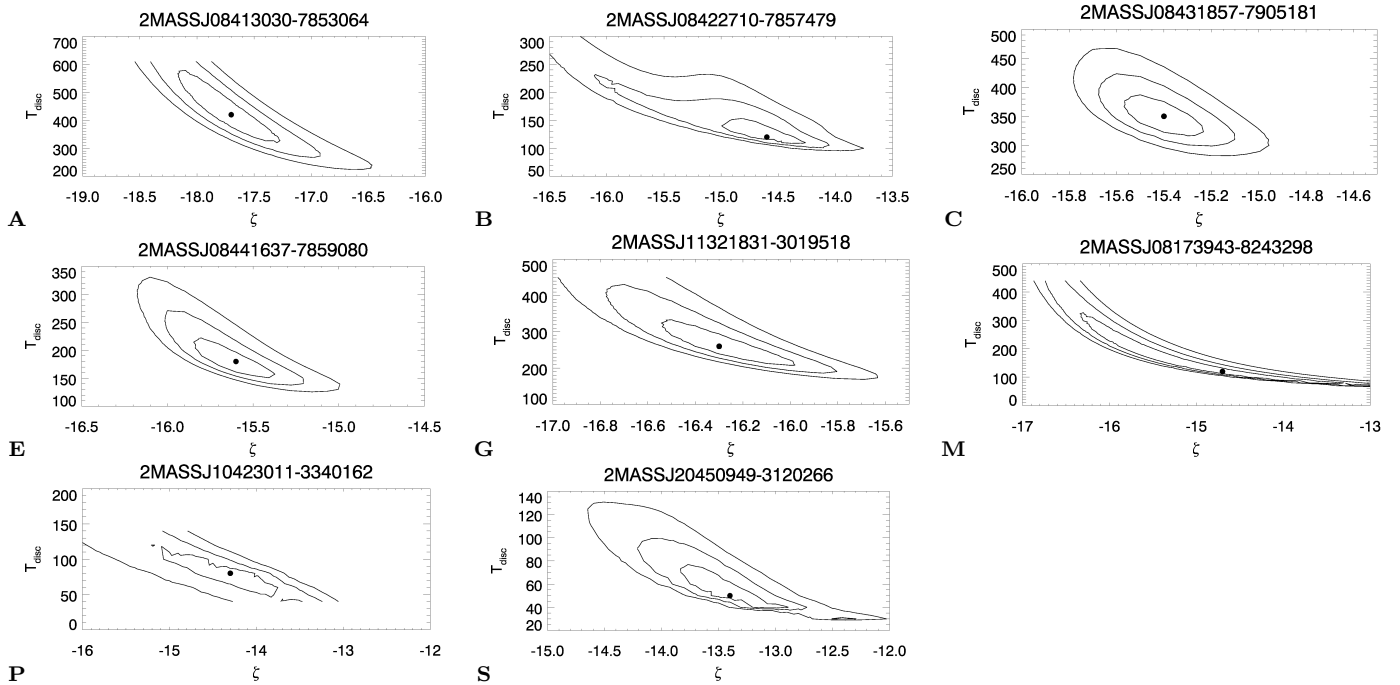 2MASSJ08413030-7853064
700
600
500
400
300
200
T_disc
-19.0 -18.5 -18.0 -17.5 -17.0 -16.5 -16.0
ζ
A
2MASSJ08422710-7857479
300
250
200
150
100
50
T_disc
-16.5 -16.0 -15.5 -15.0 -14.5 -14.0 -13.5
ζ
B
2MASSJ08431857-7905181
500
450
400
350
300
250
T_disc
-16.0 -15.8 -15.6 -15.4 -15.2 -15.0 -14.8 -14.6
ζ
C
2MASSJ08441637-7859080
350
300
250
200
150
100
T_disc
-16.5 -16.0 -15.5 -15.0 -14.5
ζ
E
2MASSJ11321831-3019518
500
400
300
200
100
T_disc
-17.0 -16.8 -16.6 -16.4 -16.2 -16.0 -15.8 -15.6
ζ
G
2MASSJ08173943-8243298
500
400
300
200
100
0
T_disc
-17 -16 -15 -14 -13
ζ
M
2MASSJ10423011-3340162
200
150
100
50
0
T_disc
-16 -15 -14 -13 -12
ζ
P
2MASSJ20450949-3120266
140
120
100
80
60
40
20
T_disc
-15.0 -14.5 -14.0 -13.5 -13.0 -12.5 -12.0
ζ
S